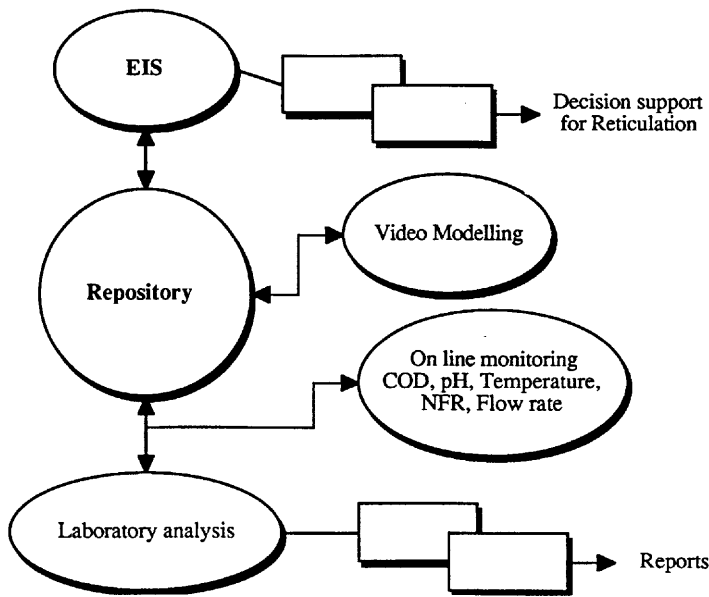 EIS
Decision support
for Reticulation
Video Modelling
Repository
On line monitoring
COD, pH, Temperature,
NFR, Flow rate
Laboratory analysis
Reports